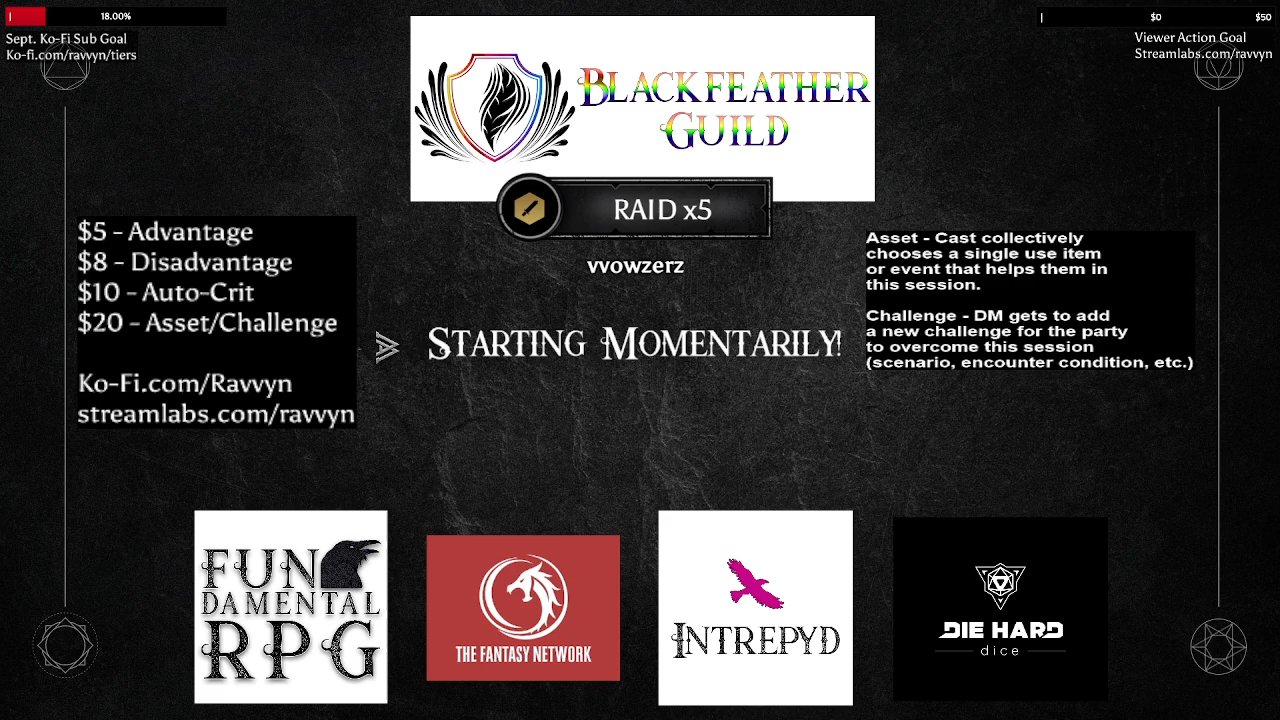 18.00%
Sept. Ko-Fi Sub Goal
Ko-fi.com/ravvyn/tiers
$0 $50
Viewer Action Goal
Streamlabs.com/ravvyn
BLACKFEATHER
GUILD
RAID x5
vvowzerz
$5 - Advantage
$8 - Disadvantage
$10 - Auto-Crit
$20 - Asset/Challenge
Ko-Fi.com/Ravvyn
streamlabs.com/ravvyn
STARTING MOMENTARILY!
Asset - Cast collectively
chooses a single use item
or event that helps them in
this session.
Challenge - DM gets to add
a new challenge for the party
to overcome this session
(scenario, encounter condition, etc.)
FUN
DAMENTAL
RPG
THE FANTASY NETWORK
INTREPYD
DIE HARD
dice